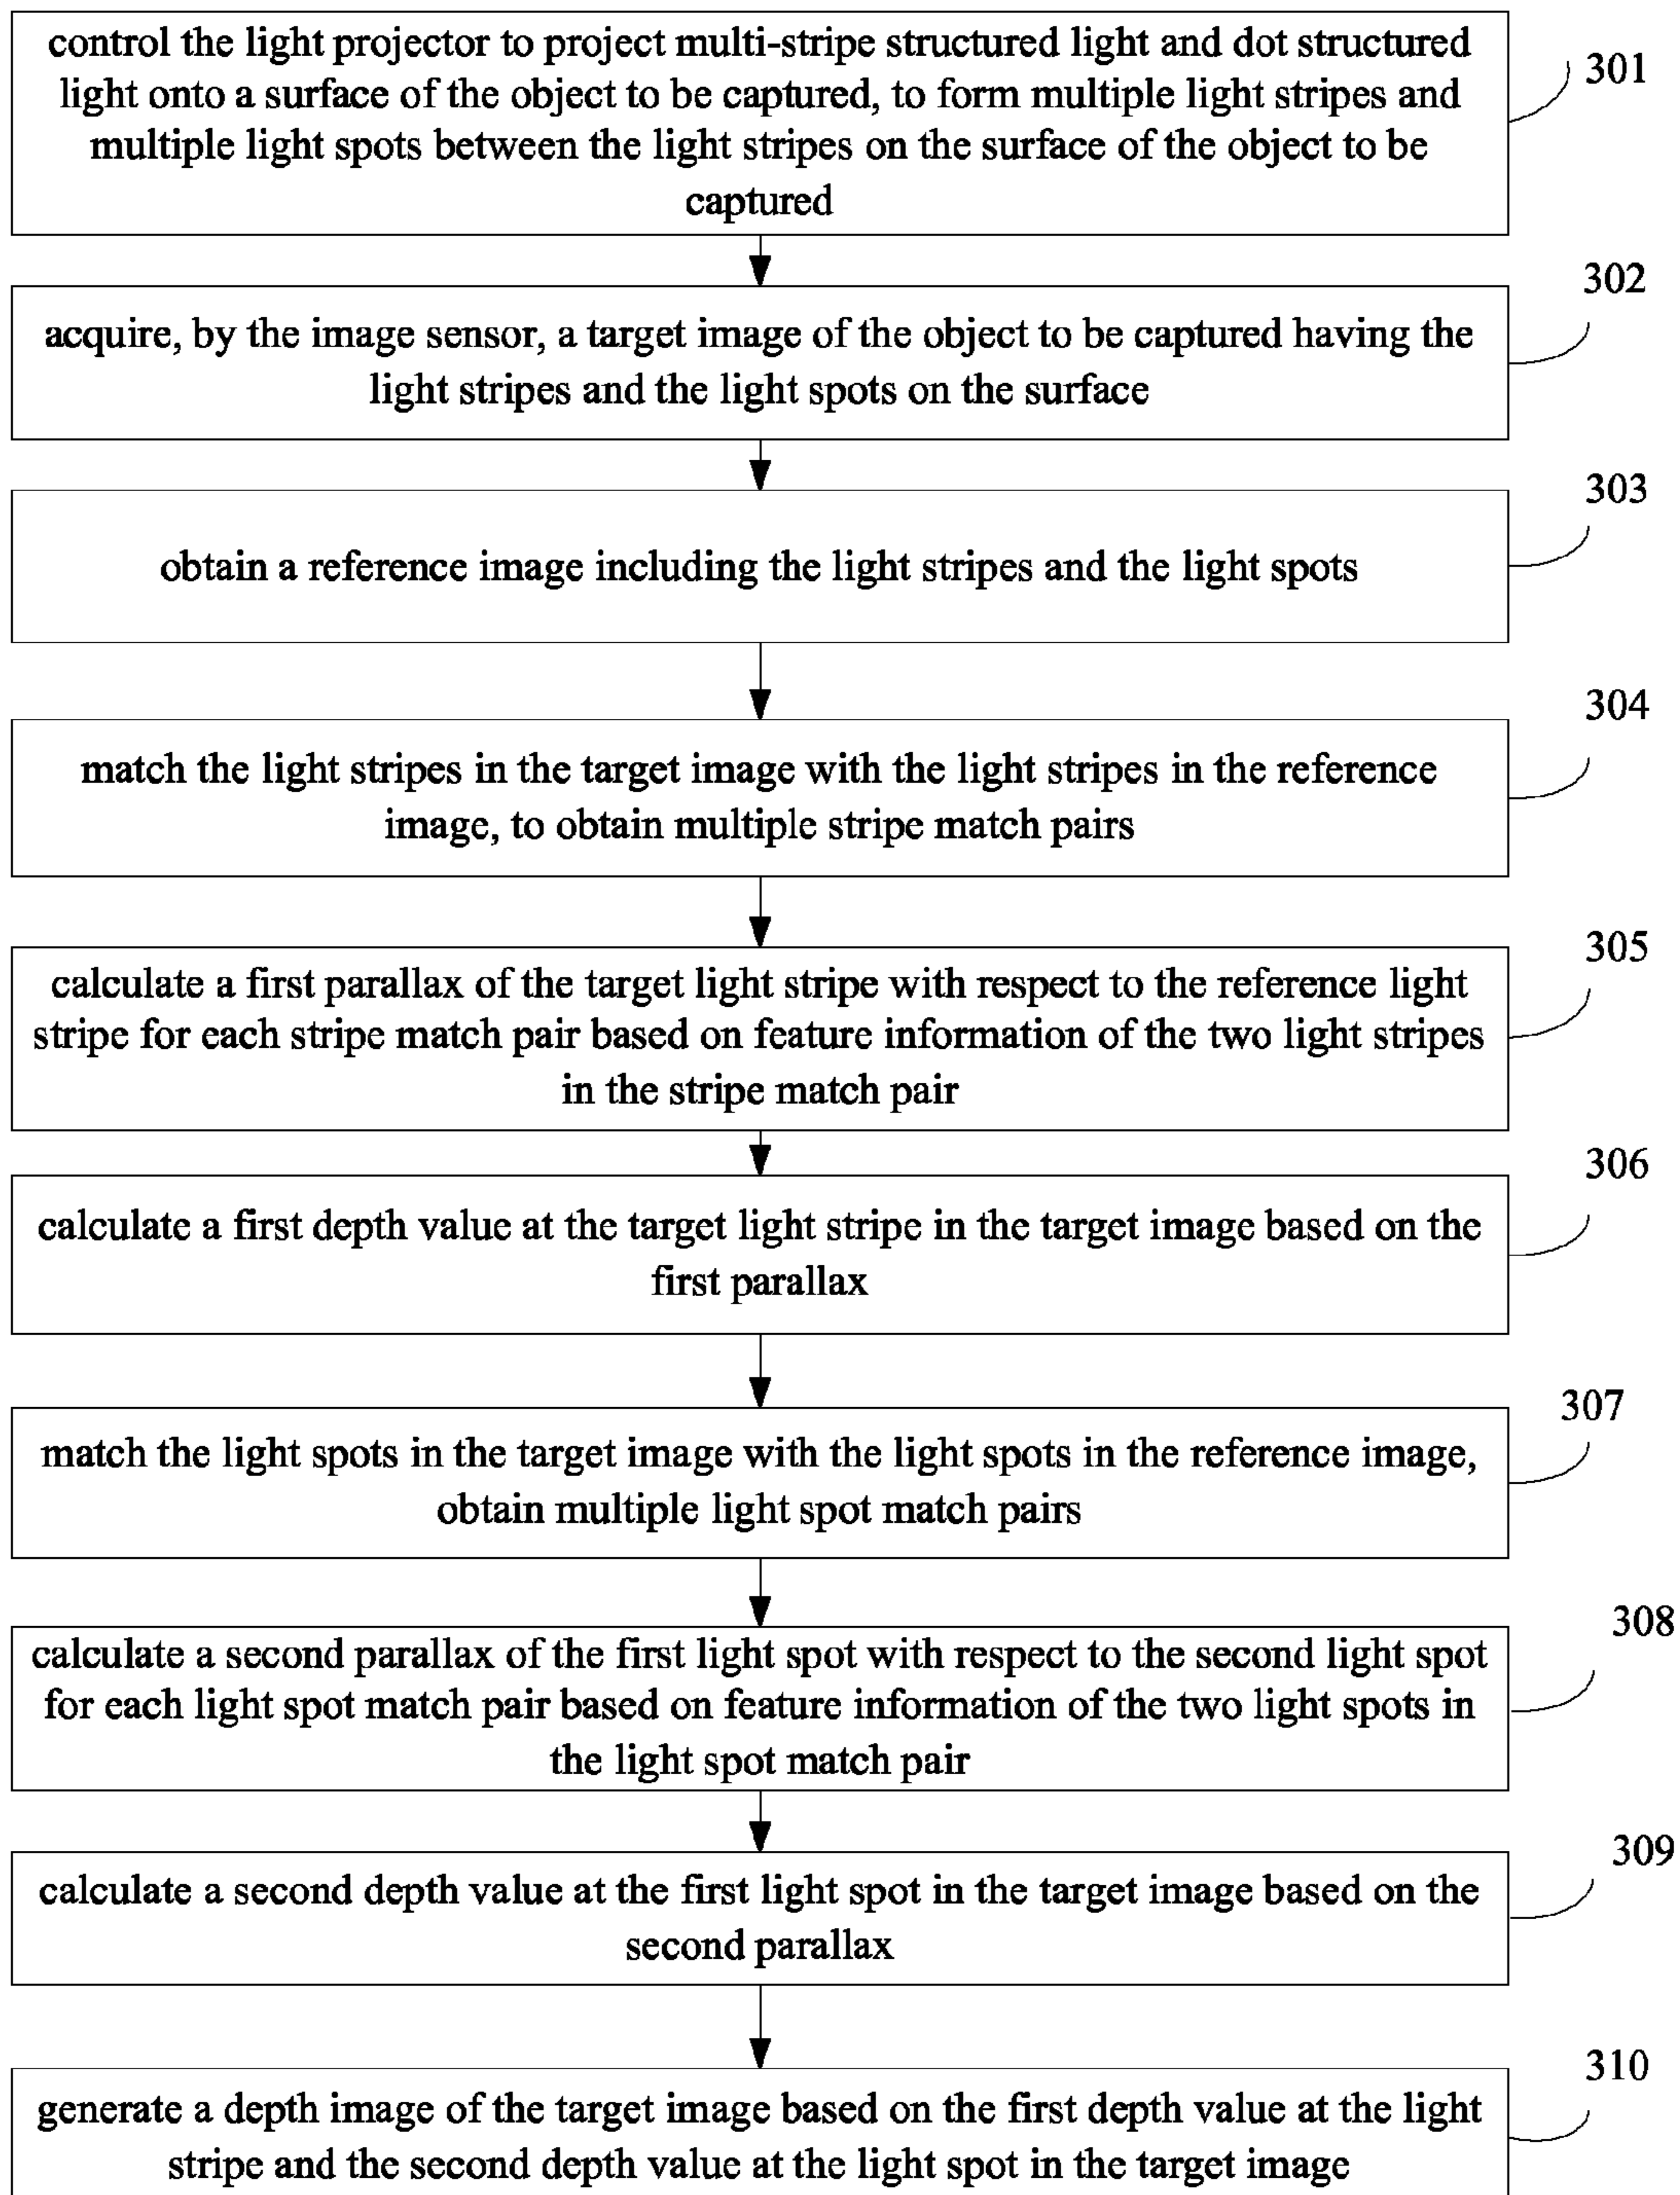 control the light projector to project multi-stripe structured light and dot structured
light onto a surface of the object to be captured, to form multiple light stripes and
multiple light spots between the light stripes on the surface of the object to be
captured
301
302
acquire, by the image sensor, a target image of the object to be captured having the
light stripes and the light spots on the surface
303
obtain a reference image including the light stripes and the light spots
304
match the light stripes in the target image with the light stripes in the reference
image, to obtain multiple stripe match pairs
305
calculate a first parallax of the target light stripe with respect to the reference light
stripe for each stripe match pair based on feature information of the two light stripes
in the stripe match pair
306
calculate a first depth value at the target light stripe in the target image based on the
first parallax
307
match the light spots in the target image with the light spots in the reference image,
obtain multiple light spot match pairs
308
calculate a second parallax of the first light spot with respect to the second light spot
for each light spot match pair based on feature information of the two light spots in
the light spot match pair
309
calculate a second depth value at the first light spot in the target image based on the
second parallax
310
generate a depth image of the target image based on the first depth value at the light
stripe and the second depth value at the light spot in the target image